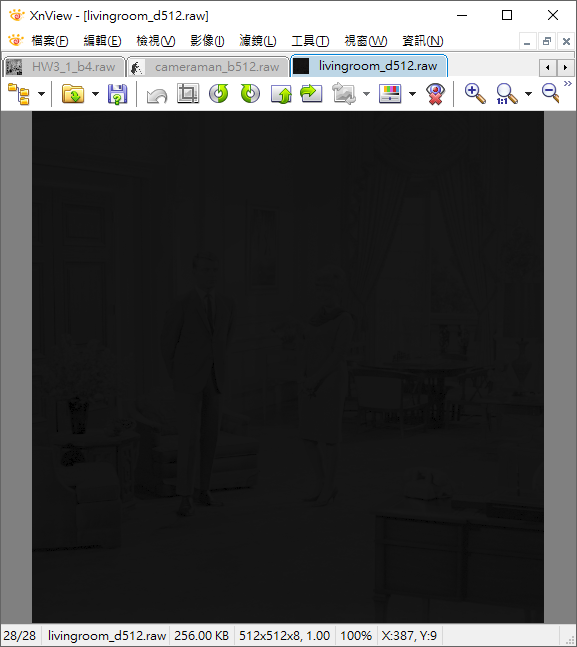 XnView - [livingroom_d512.raw]
檔案(F) 編輯(E) 檢視(V) 影像(I) 濾鏡(L) 工具(T) 視窗(W) 資訊(N)
HW3_1_b4.raw cameraman_b512.raw livingroom_d512.raw
1:1
28/28 livingroom_d512.raw 256.00 KB 512x512x8, 1.00 100% X:387, Y:9